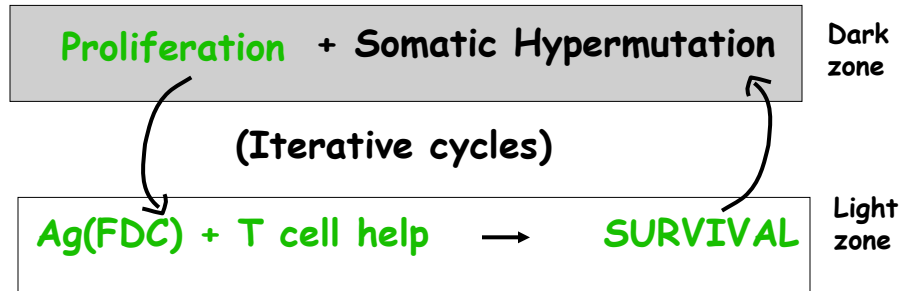 Proliferation + Somatic Hypermutation
Dark
zone
(Iterative cycles)
Ag(FDC) + T cell help → SURVIVAL
Light
zone